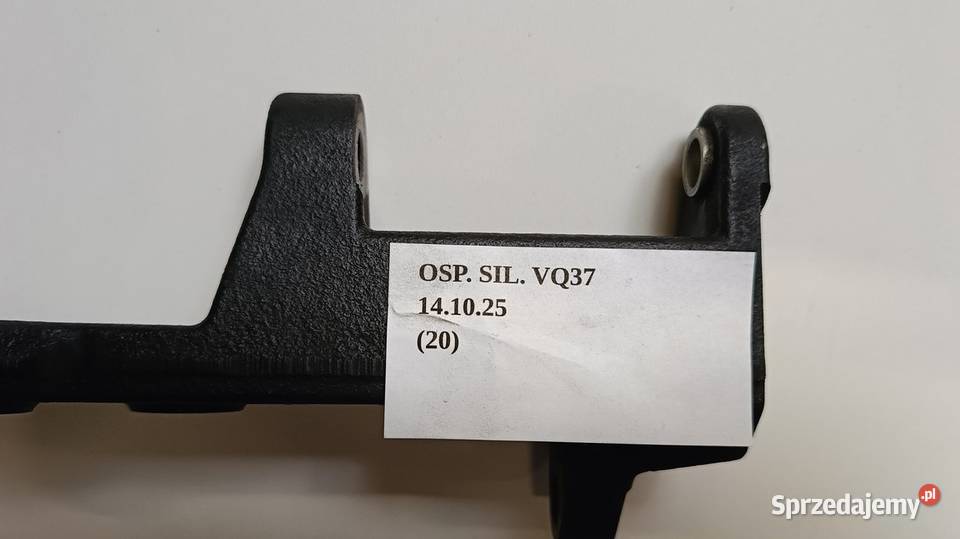 OSP. SIL. VQ37
14.10.25
(20)
Sprzedajemy.pl